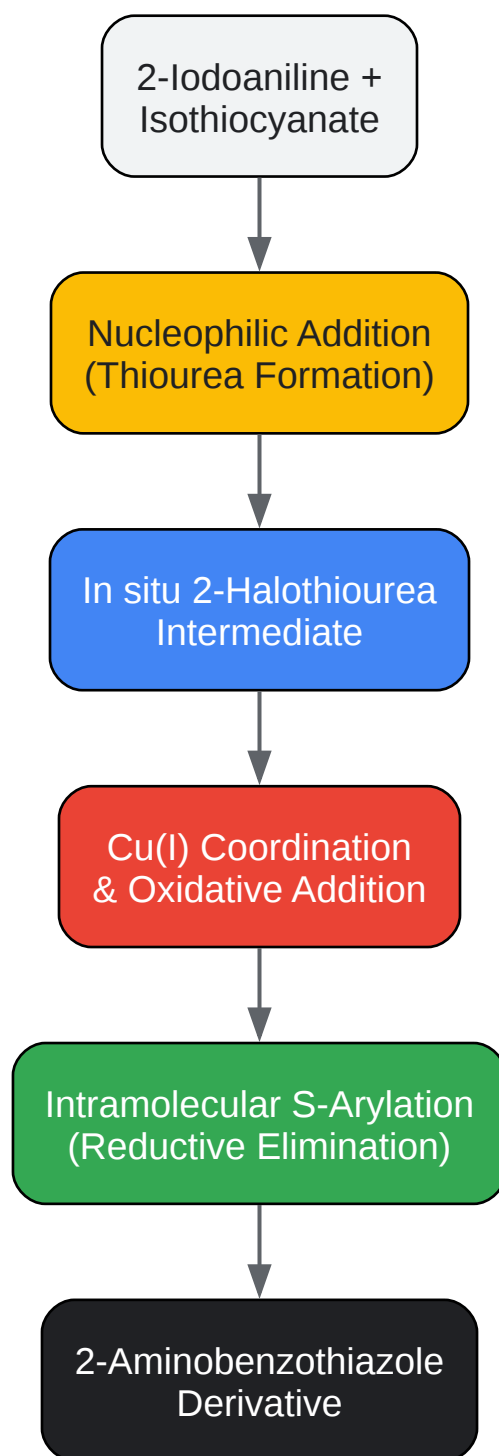 2-Iodoaniline +
Isothiocyanate
Nucleophilic Addition
(Thiourea Formation)
In situ 2-Halothiourea
Intermediate
Cu(I) Coordination
& Oxidative Addition
Intramolecular S-Arylation
(Reductive Elimination)
2-Aminobenzothiazole
Derivative